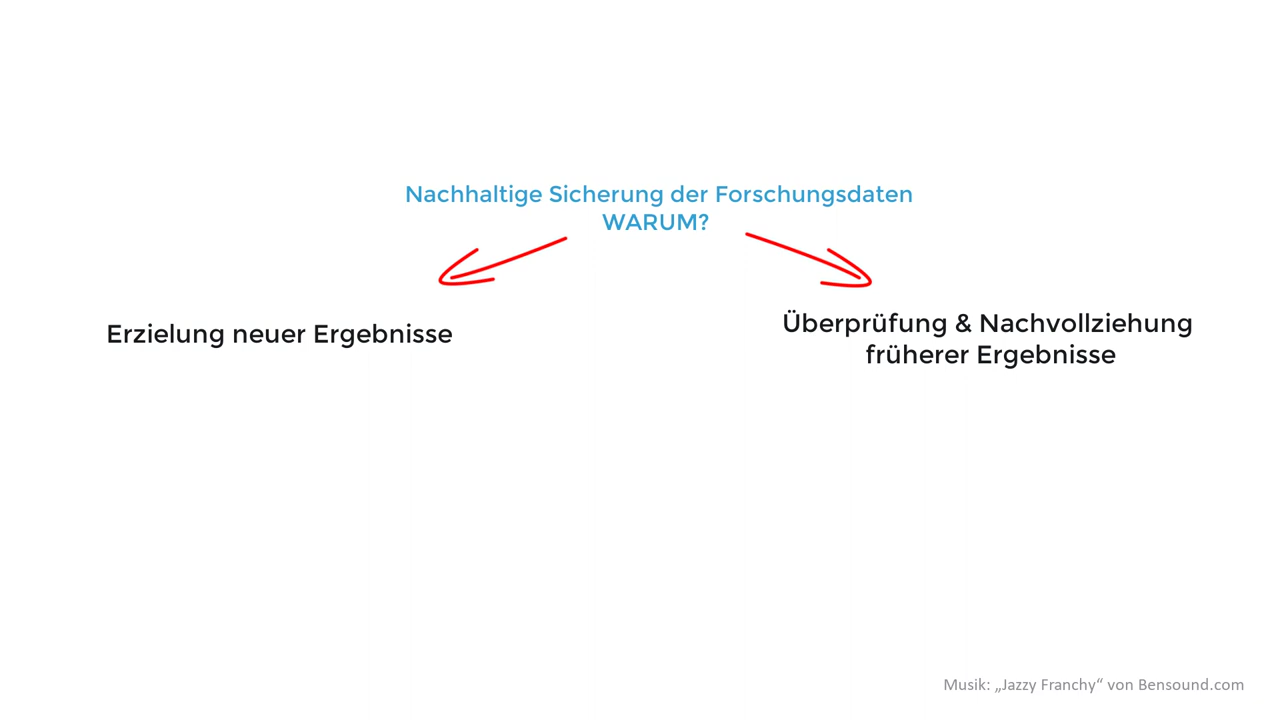 Nachhaltige Sicherung der Forschungsdaten
WARUM?
Erzielung neuer Ergebnisse
Überprüfung & Nachvollziehung
früherer Ergebnisse
Musik: „Jazzy Franchy“ von Bensound.com